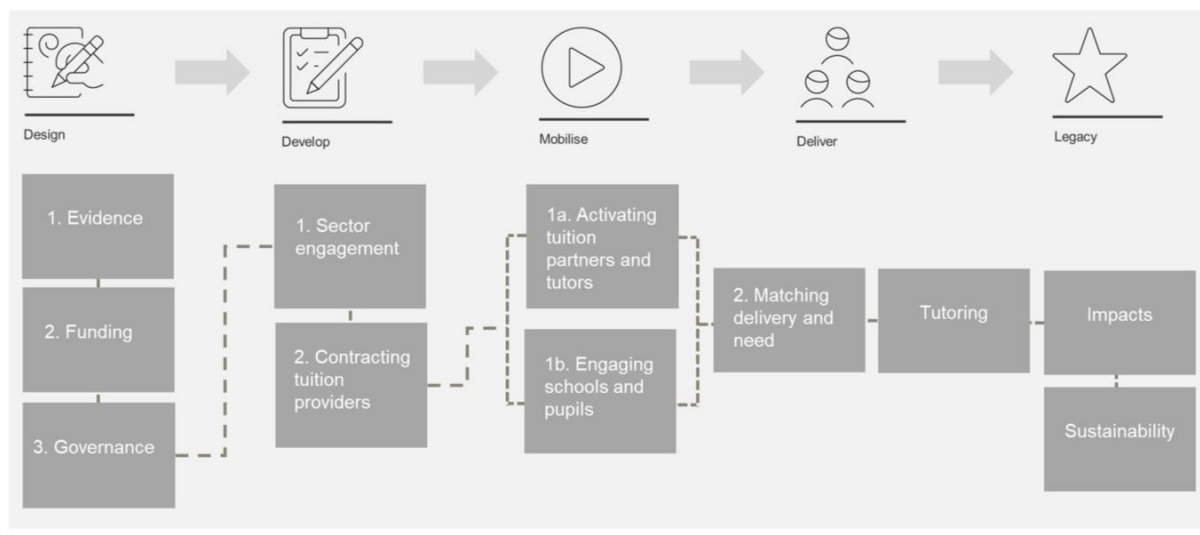 Design
Develop
Mobilise
Deliver
Legacy
1. Evidence
2. Funding
3. Governance
1. Sector
engagement
2. Contracting
tuition
providers
1a. Activating
tuition
partners and
tutors
1b. Engaging
schools and
pupils
2. Matching
delivery and
need
Tutoring
Impacts
Sustainability